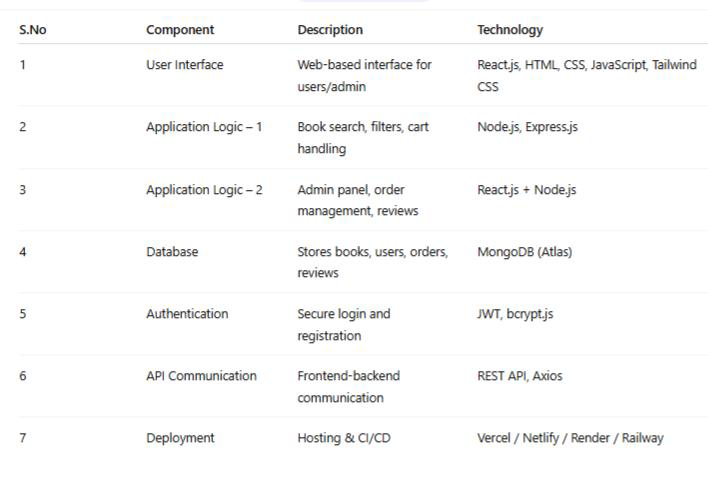 S.No Component Description Technology
1 User Interface Web-based interface for React.js, HTML, CSS, JavaScript, Tailwind
users/admin CSS
2 Application Logic – 1 Book search, filters, cart Node.js, Express.js
handling
3 Application Logic – 2 Admin panel, order React.js + Node.js
management, reviews
4 Database Stores books, users, orders, MongoDB (Atlas)
reviews
5 Authentication Secure login and JWT, bcrypt.js
registration
6 API Communication Frontend-backend REST API, Axios
communication
7 Deployment Hosting & CI/CD Vercel / Netlify / Render / Railway